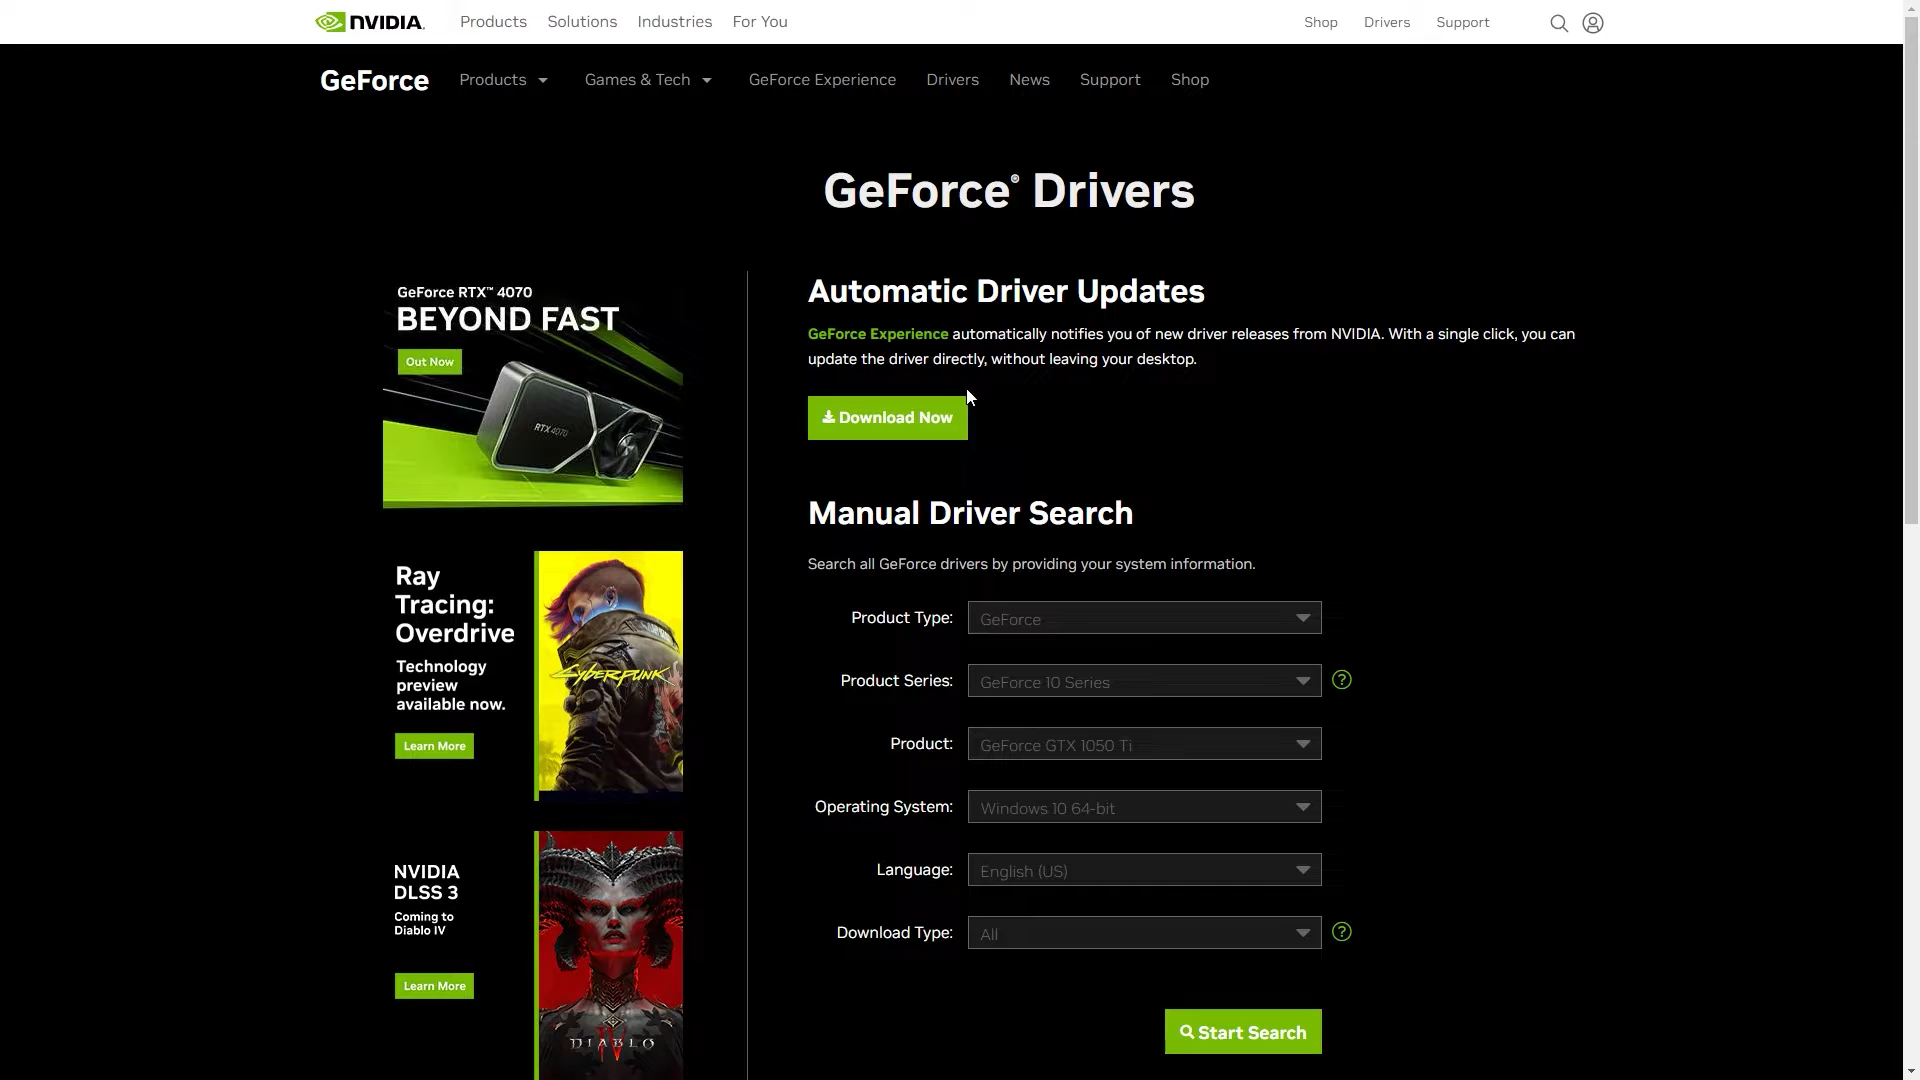 NVIDIA.
Products Solutions Industries For You
Shop Drivers Support
GeForce
Products Games & Tech GeForce Experience Drivers News Support Shop
GeForce® Drivers
GeForce RTX™ 4070
BEYOND FAST
Out Now
RTX 4070
Ray
Tracing:
Overdrive
Technology
preview
available now.
Learn More
CYBERPUNK
NVIDIA
DLSS 3
Coming to
Diablo IV
Learn More
DIABLO
IV
Automatic Driver Updates
GeForce Experience automatically notifies you of new driver releases from NVIDIA. With a single click, you can
update the driver directly, without leaving your desktop.
Download Now
Manual Driver Search
Search all GeForce drivers by providing your system information.
Product Type: GeForce
Product Series: GeForce 10 Series ?
Product: GeForce GTX 1050 Ti
Operating System: Windows 10 64-bit
Language: English (US)
Download Type: All ?
Start Search